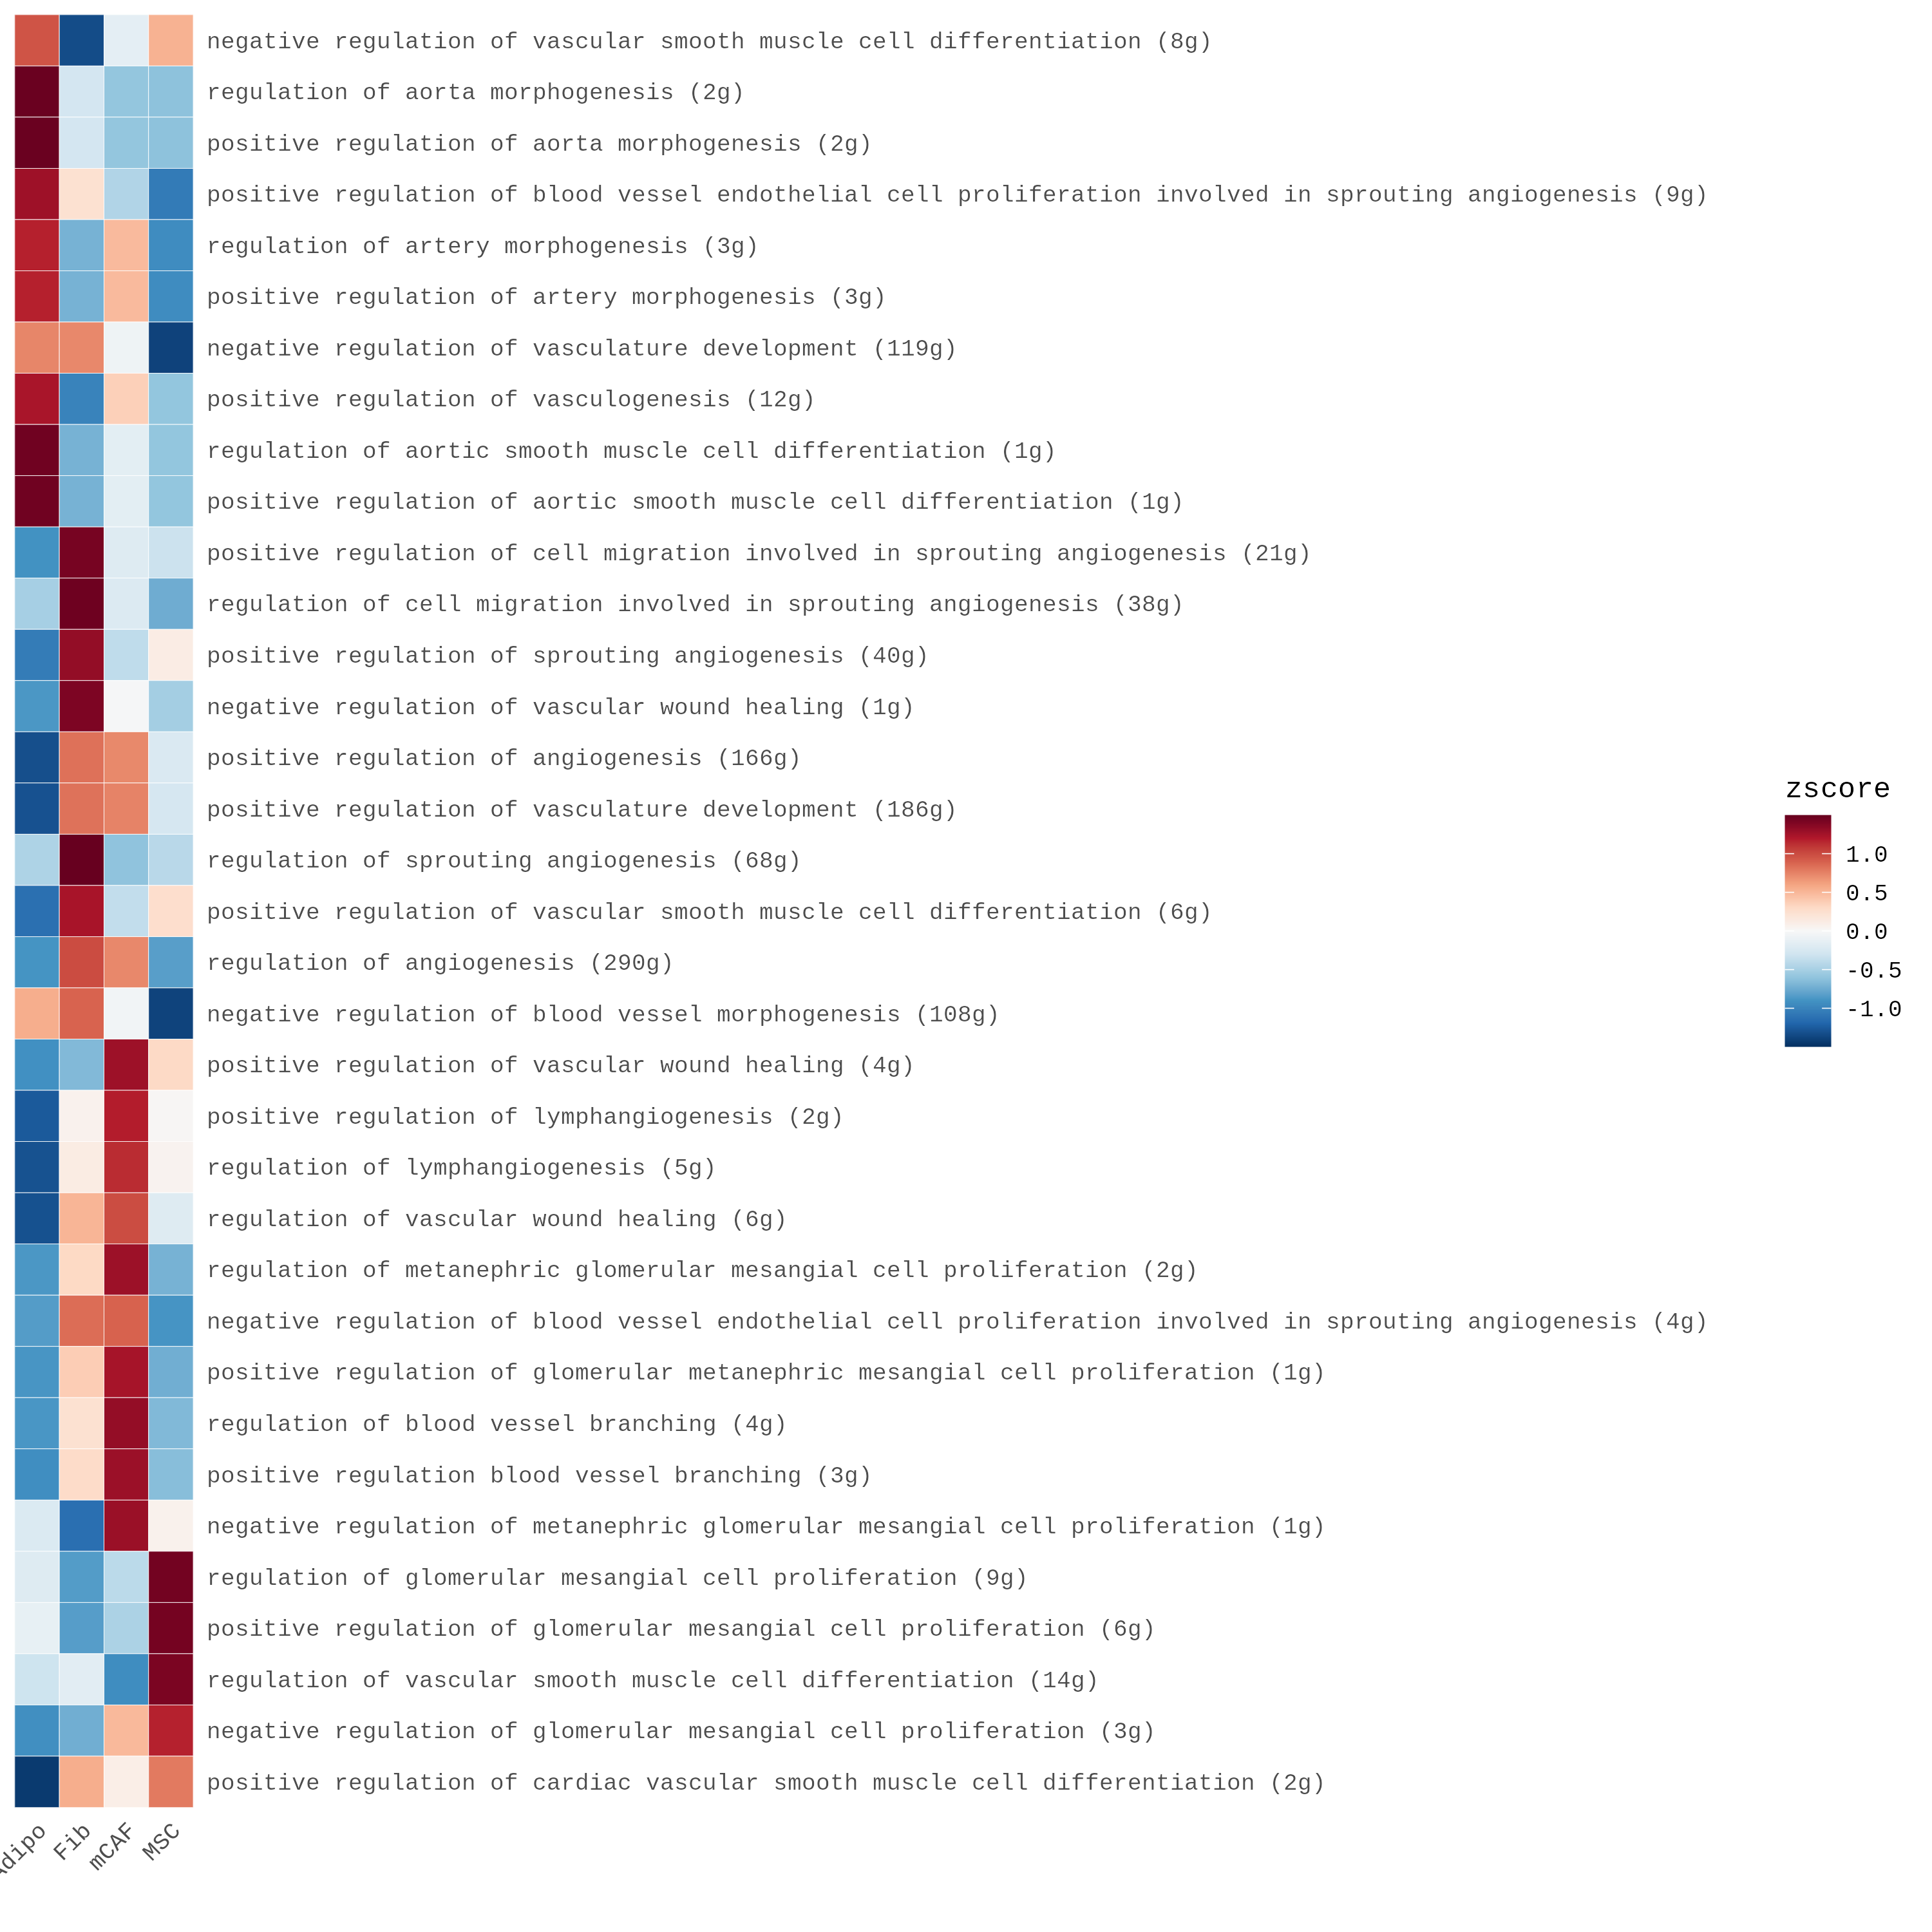 negative regulation of vascular smooth muscle cell differentiation (8g)
regulation of aorta morphogenesis (2g)
positive regulation of aorta morphogenesis (2g)
positive regulation of blood vessel endothelial cell proliferation involved in sprouting angiogenesis (9g)
regulation of artery morphogenesis (3g)
positive regulation of artery morphogenesis (3g)
negative regulation of vasculature development (119g)
positive regulation of vasculogenesis (12g)
regulation of aortic smooth muscle cell differentiation (1g)
positive regulation of aortic smooth muscle cell differentiation (1g)
positive regulation of cell migration involved in sprouting angiogenesis (21g)
regulation of cell migration involved in sprouting angiogenesis (38g)
positive regulation of sprouting angiogenesis (40g)
negative regulation of vascular wound healing (1g)
positive regulation of angiogenesis (166g)
positive regulation of vasculature development (186g)
regulation of sprouting angiogenesis (68g)
positive regulation of vascular smooth muscle cell differentiation (6g)
regulation of angiogenesis (290g)
negative regulation of blood vessel morphogenesis (108g)
positive regulation of vascular wound healing (4g)
positive regulation of lymphangiogenesis (2g)
regulation of lymphangiogenesis (5g)
regulation of vascular wound healing (6g)
regulation of metanephric glomerular mesangial cell proliferation (2g)
negative regulation of blood vessel endothelial cell proliferation involved in sprouting angiogenesis (4g)
positive regulation of glomerular metanephric mesangial cell proliferation (1g)
regulation of blood vessel branching (4g)
positive regulation blood vessel branching (3g)
negative regulation of metanephric glomerular mesangial cell proliferation (1g)
regulation of glomerular mesangial cell proliferation (9g)
positive regulation of glomerular mesangial cell proliferation (6g)
regulation of vascular smooth muscle cell differentiation (14g)
negative regulation of glomerular mesangial cell proliferation (3g)
positive regulation of cardiac vascular smooth muscle cell differentiation (2g)
Adipo
Fib
mCAF
MSC
zscore
1.0
0.5
0.0
-0.5
-1.0